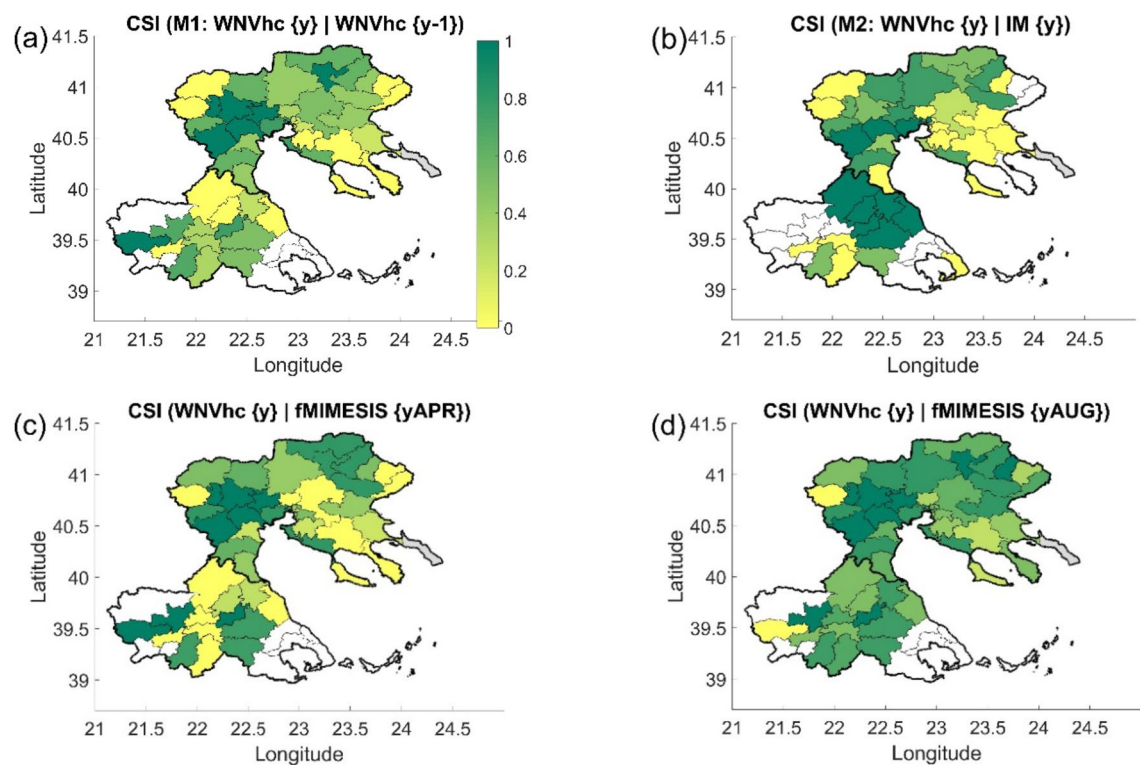 (a)
CSI (M1: WNVhc {y} | WNVhc {y-1})
41.5
41
40.5
40
39.5
39
Latitude
21 21.5 22 22.5 23 23.5 24 24.5
Longitude
1
0.8
0.6
0.4
0.2
0
(b)
CSI (M2: WNVhc {y} | IM {y})
41.5
41
40.5
40
39.5
39
Latitude
21 21.5 22 22.5 23 23.5 24 24.5
Longitude
(c)
CSI (WNVhc {y} | fMIMESIS {yAPR})
41.5
41
40.5
40
39.5
39
Latitude
21 21.5 22 22.5 23 23.5 24 24.5
Longitude
(d)
CSI (WNVhc {y} | fMIMESIS {yAUG})
41.5
41
40.5
40
39.5
39
Latitude
21 21.5 22 22.5 23 23.5 24 24.5
Longitude